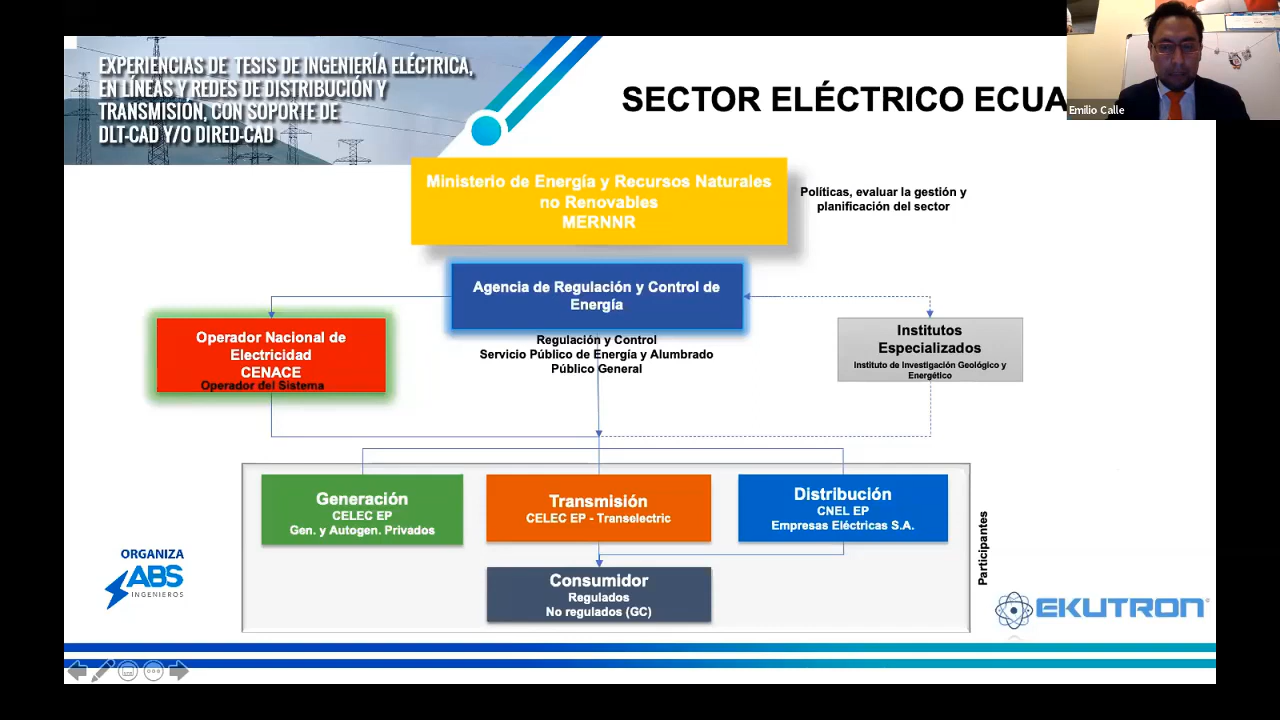 EXPERIENCIAS DE TESIS DE INGENIERÍA ELÉCTRICA,
EN LÍNEAS Y REDES DE DISTRIBUCIÓN Y
TRANSMISIÓN, CON SOPORTE DE
DLT-CAD Y/O DIRED-CAD
SECTOR ELÉCTRICO ECUA
Emilio Calle
Ministerio de Energía y Recursos Naturales
no Renovables
MERNNR
Políticas, evaluar la gestión y
planificación del sector
Agencia de Regulación y Control de
Energía
Regulación y Control
Servicio Público de Energía y Alumbrado
Público General
Operador Nacional de
Electricidad
CENACE
Operador del Sistema
Institutos
Especializados
Instituto de Investigación Geológico y
Energético
Generación
CELEC EP
Gen. y Autogen. Privados
Transmisión
CELEC EP - Transelectric
Distribución
CNEL EP
Empresas Eléctricas S.A.
Consumidor
Regulados
No regulados (GC)
Participantes
ORGANIZA
ABS
INGENIEROS
EKUTRON